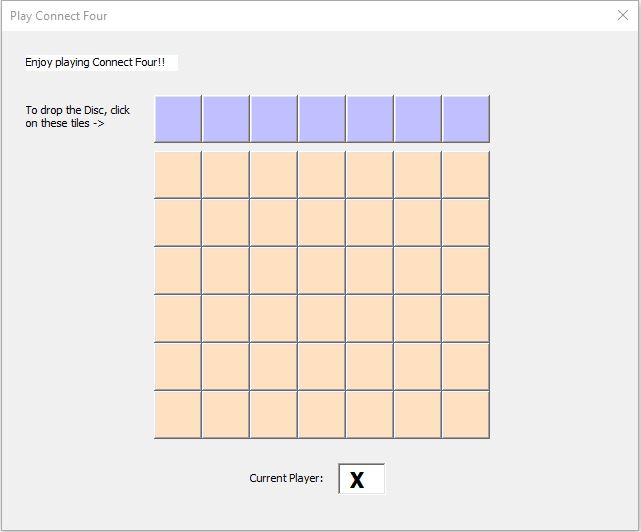 Play Connect Four
Enjoy playing Connect Four!!
To drop the Disc, click
on these tiles ->
Current Player:
X